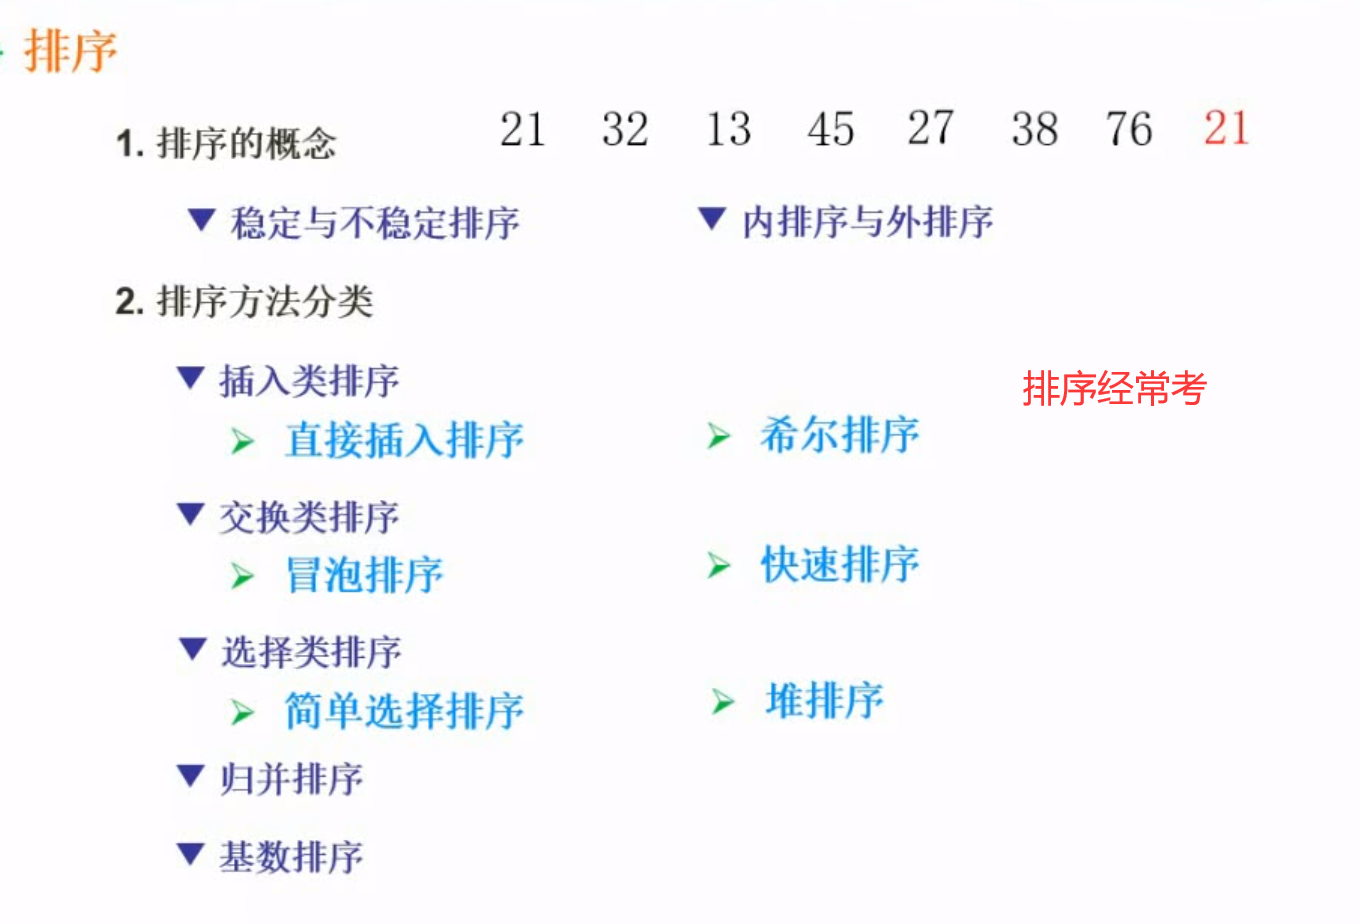 排序
1. 排序的概念
21 32 13 45 27 38 76 21
稳定与不稳定排序
内排序与外排序
2. 排序方法分类
插入类排序
排序经常考
直接插入排序
希尔排序
交换类排序
冒泡排序
快速排序
选择类排序
简单选择排序
堆排序
归并排序
基数排序